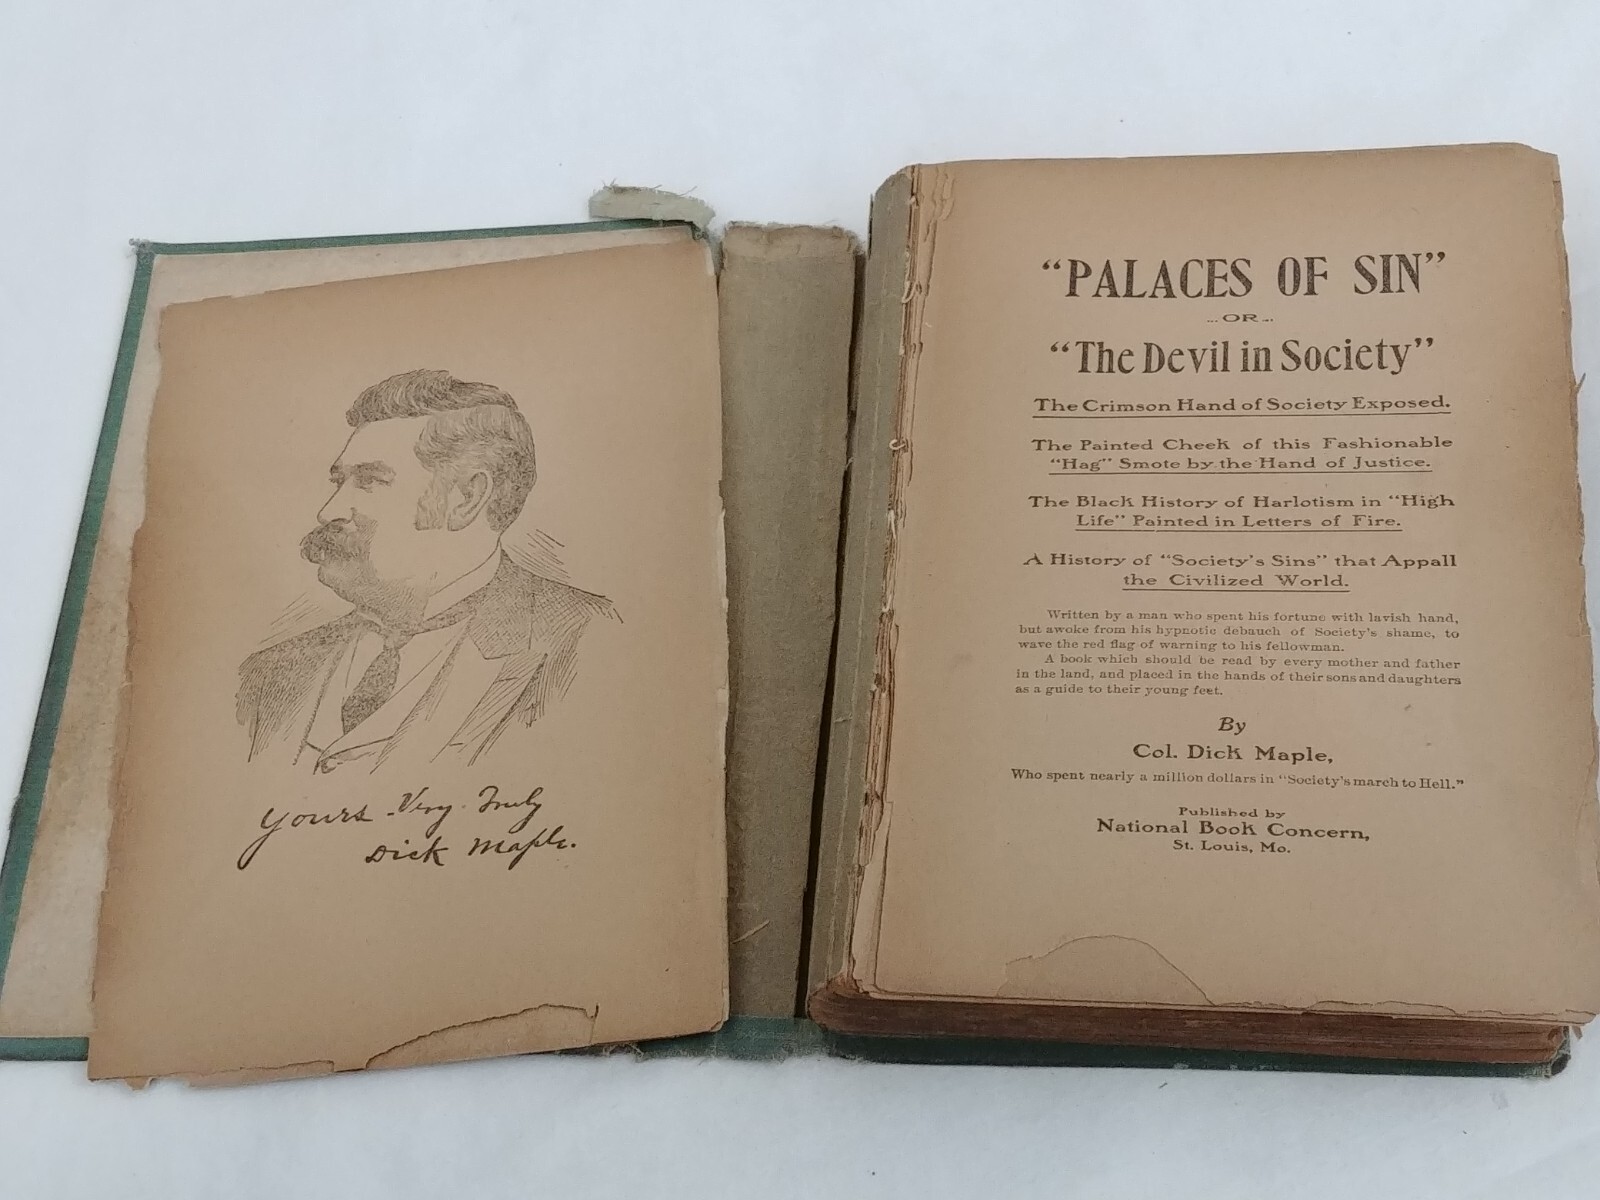 Yours Very Truly
Dick Maple.
"PALACES OF SIN"
...OR...
"The Devil in Society"
The Crimson Hand of Society Exposed.
The Painted Cheek of this Fashionable
"Hag" Smote by the Hand of Justice.
The Black History of Harlotism in "High
Life" Painted in Letters of Fire.
A History of "Society's Sins" that Appall
the Civilized World.
Written by a man who spent his fortune with lavish hand,
but awoke from his hypnotic debauch of Society's shame, to
wave the red flag of warning to his fellowman.
A book which should be read by every mother and father
in the land, and placed in the hands of their sons and daughters
as a guide to their young feet.
By
Col. Dick Maple,
Who spent nearly a million dollars in "Society's march to Hell."
Published by
National Book Concern,
St. Louis, Mo.